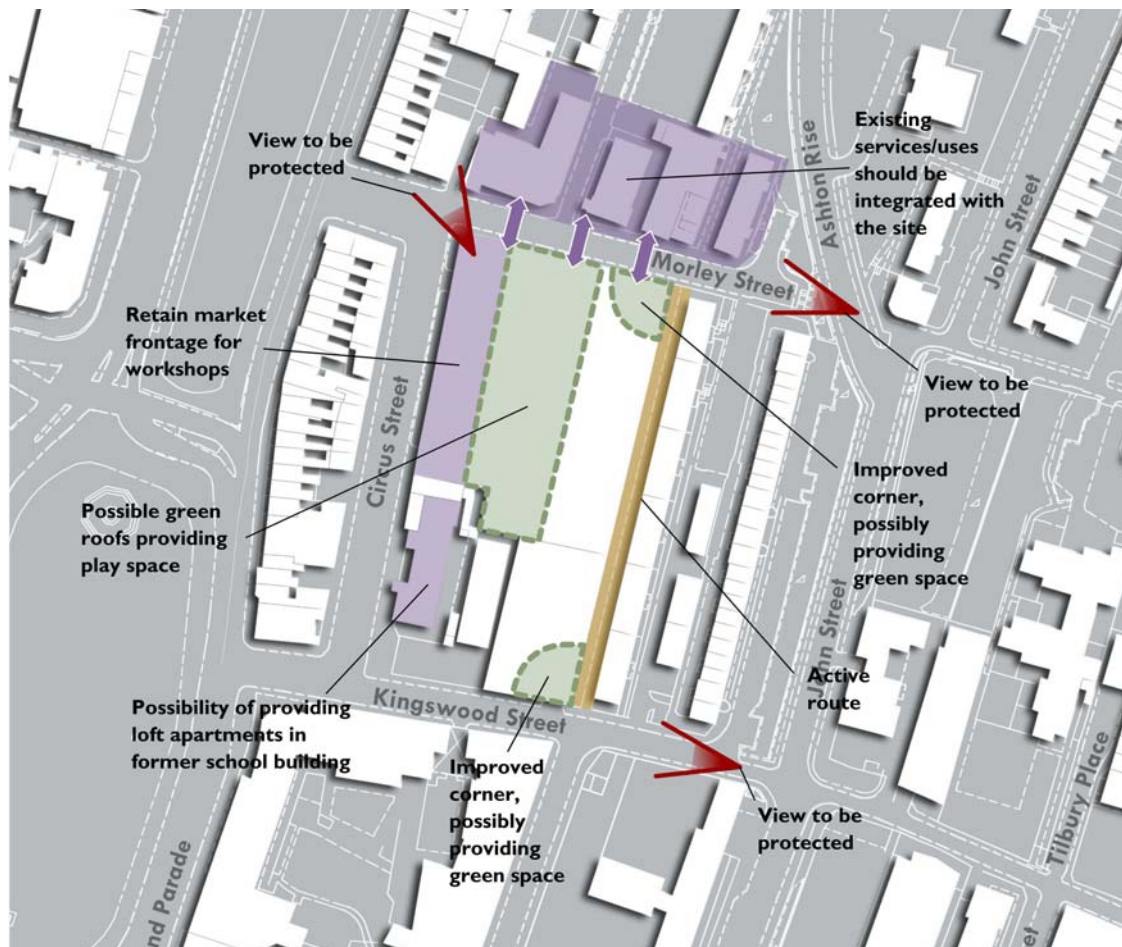 View to be
protected
Existing
services/uses
should be
integrated with
the site
Ashton Rise
John Street
Morley Street
Retain market
frontage for
workshops
View to be
protected
Circus Street
Possible green
roofs providing
play space
Improved
corner,
possibly
providing
green space
John Street
Active
route
Possibility of providing
loft apartments in
former school building
Kingswood Street
Improved
corner,
possibly
providing
green space
View to be
protected
Tilbury Place
nd Parade
et